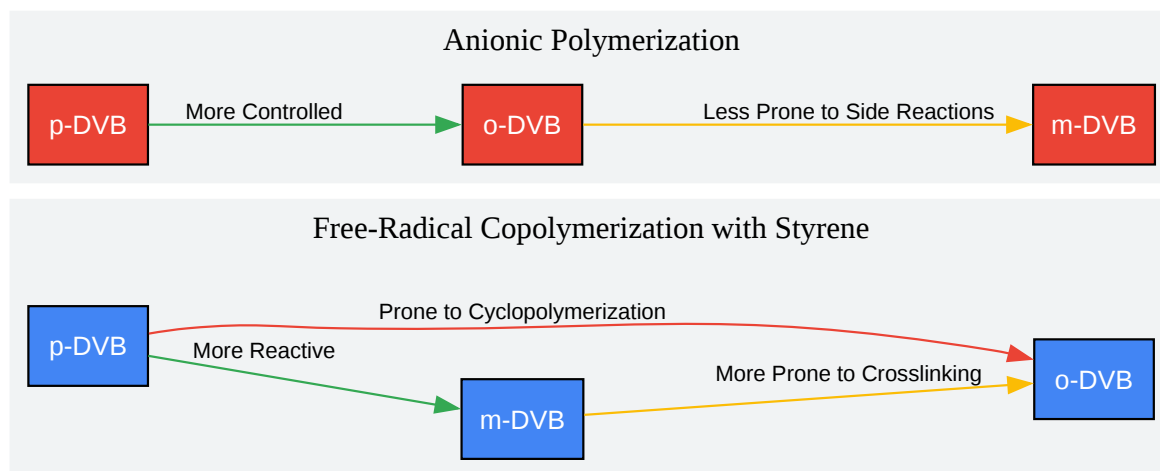 Anionic Polymerization
p-DVB
More Controlled
o-DVB
Less Prone to Side Reactions
m-DVB
Free-Radical Copolymerization with Styrene
p-DVB
Prone to Cyclopolymerization
More Reactive
m-DVB
More Prone to Crosslinking
o-DVB